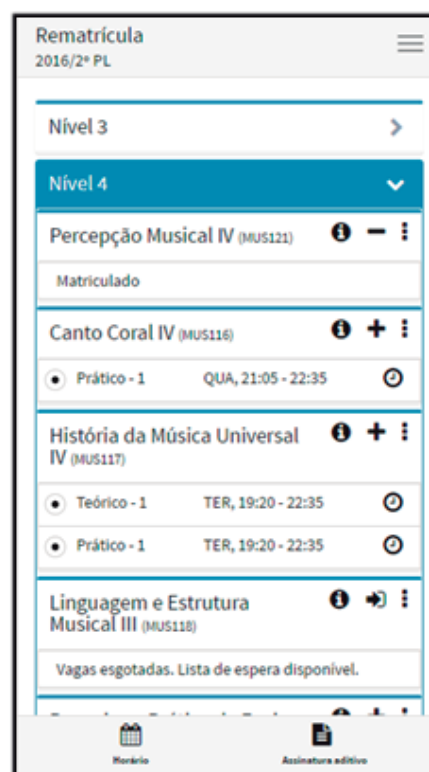 Rematrícula
2016/2º PL
Nível 3
Nível 4
Percepção Musical IV (MUS121)
Matriculado
Canto Coral IV (MUS116)
Prático - 1 QUA, 21:05 - 22:35
História da Música Universal
IV (MUS117)
Teórico - 1 TER, 19:20 - 22:35
Prático - 1 TER, 19:20 - 22:35
Linguagem e Estrutura
Musical III (MUS118)
Vagas esgotadas. Lista de espera disponível.
Horário Assinatura aditivo